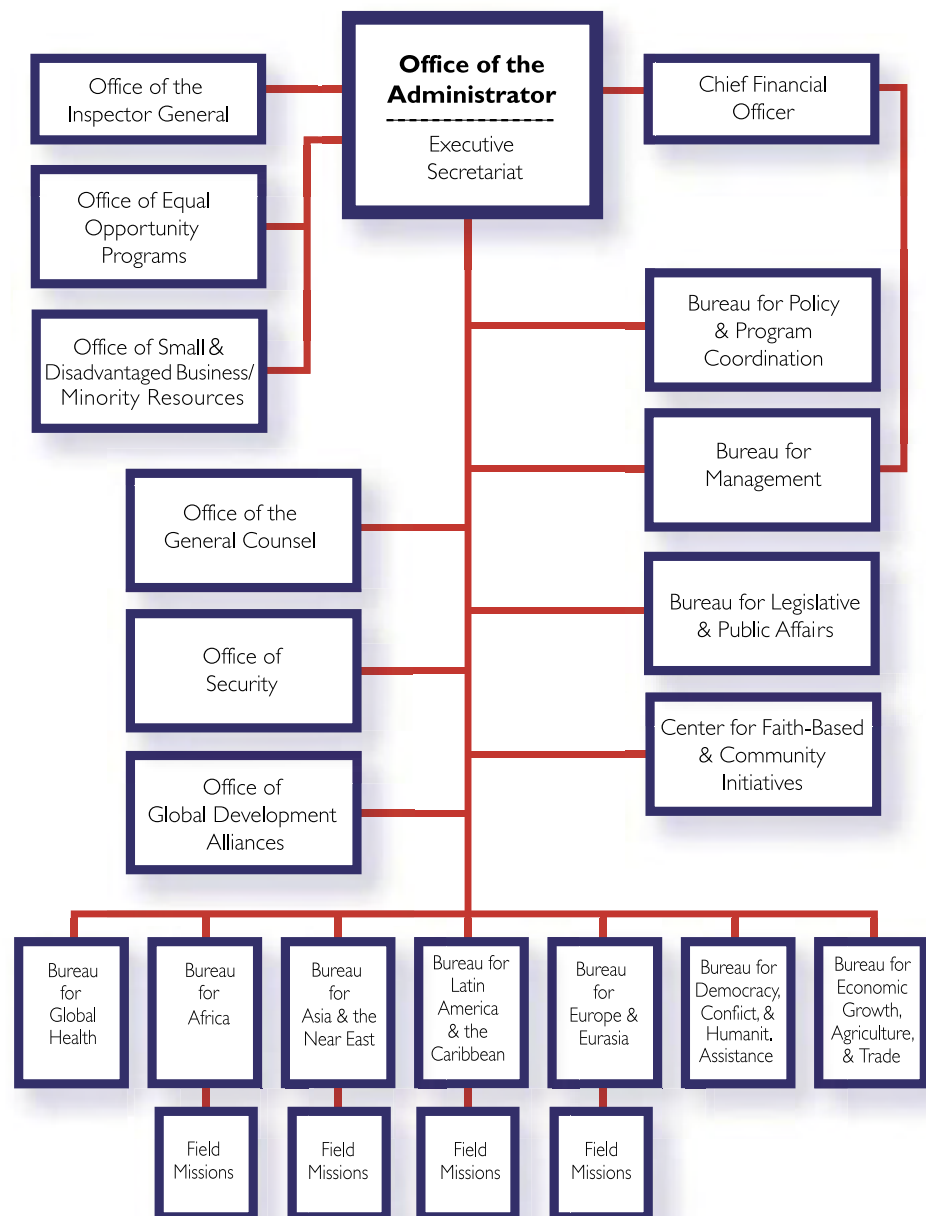 Office of the
Administrator
Executive
Secretariat
Office of the
Inspector General
Chief Financial
Officer
Office of Equal
Opportunity
Programs
Office of Small &
Disadvantaged Business/
Minority Resources
Bureau for Policy
& Program
Coordination
Bureau for
Management
Office of the
General Counsel
Bureau for Legislative
& Public Affairs
Office of
Security
Center for Faith-Based
& Community
Initiatives
Office of
Global Development
Alliances
Bureau
for
Global
Health
Bureau
for
Africa
Bureau
for
Asia & the
Near East
Bureau for
Latin
America
& the
Caribbean
Bureau
for
Europe &
Eurasia
Bureau for
Democracy,
Conflict, &
Humanit.
Assistance
Bureau for
Economic
Growth,
Agriculture,
& Trade
Field
Missions
Field
Missions
Field
Missions
Field
Missions